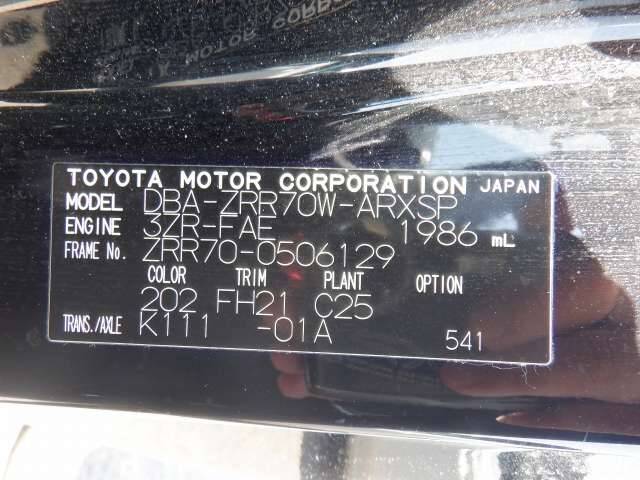 TOYOTA MOTOR CORPORATION JAPAN
MODEL DBA-ZRR70W-ARXSP
ENGINE 3ZR-FAE 1986 mL
FRAME No. ZRR70-0506129
COLOR TRIM PLANT OPTION
202 FH21 C25
TRANS./AXLE K111 -01A 541